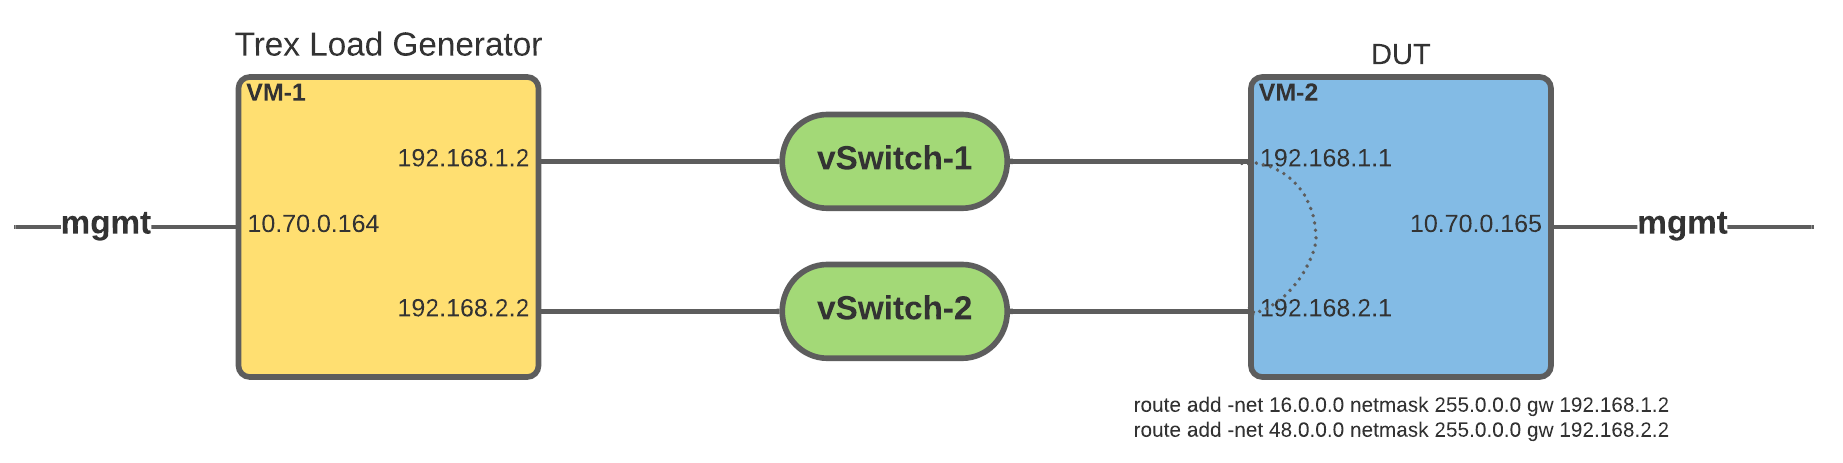 Trex Load Generator
DUT
VM-1
VM-2
192.168.1.2
vSwitch-1
192.168.1.1
mgmt
10.70.0.164
10.70.0.165
mgmt
192.168.2.2
vSwitch-2
192.168.2.1
route add -net 16.0.0.0 netmask 255.0.0.0 gw 192.168.1.2
route add -net 48.0.0.0 netmask 255.0.0.0 gw 192.168.2.2